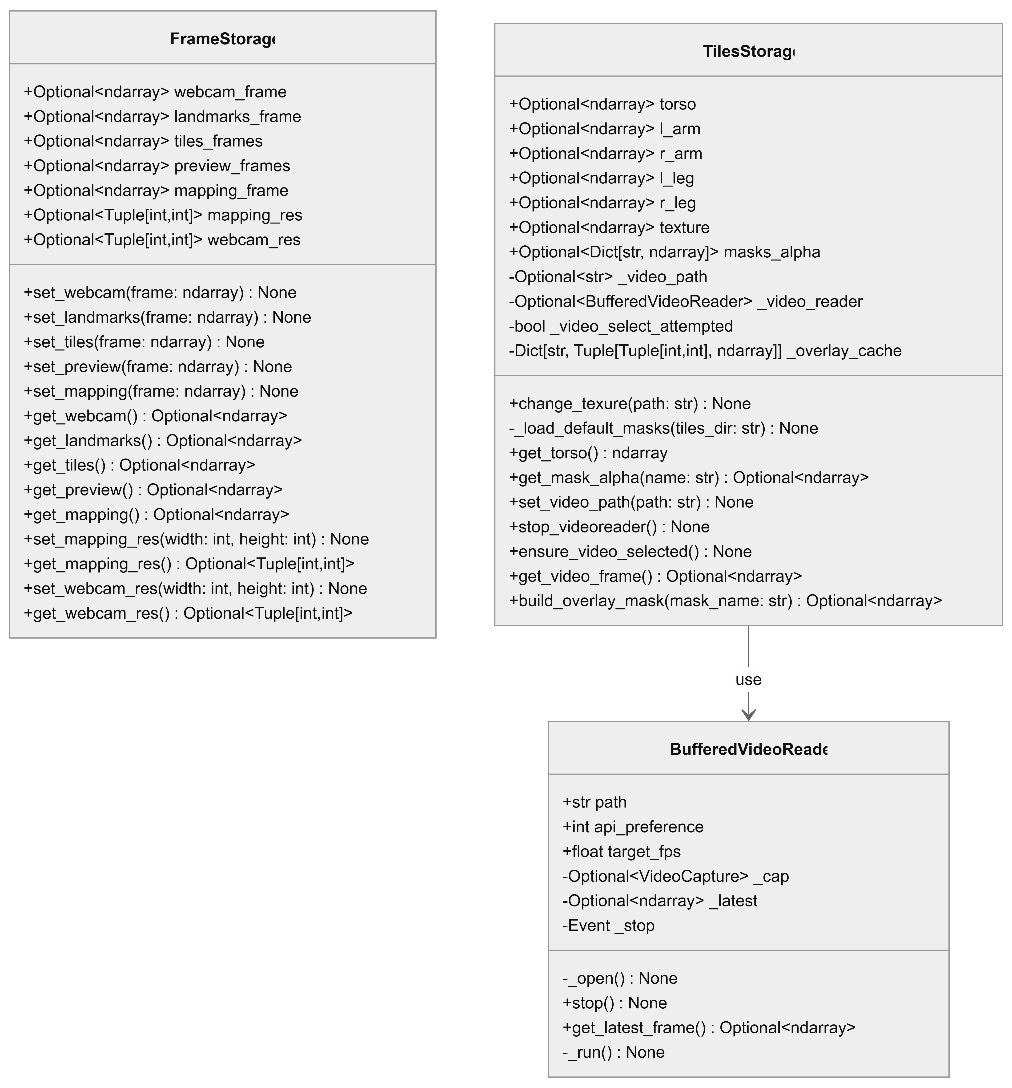 FrameStorage
+Optional<ndarray> webcam_frame
+Optional<ndarray> landmarks_frame
+Optional<ndarray> tiles_frames
+Optional<ndarray> preview_frames
+Optional<ndarray> mapping_frame
+Optional<Tuple[int,int]> mapping_res
+Optional<Tuple[int,int]> webcam_res
+set_webcam(frame: ndarray) : None
+set_landmarks(frame: ndarray) : None
+set_tiles(frame: ndarray) : None
+set_preview(frame: ndarray) : None
+set_mapping(frame: ndarray) : None
+get_webcam() : Optional<ndarray>
+get_landmarks() : Optional<ndarray>
+get_tiles() : Optional<ndarray>
+get_preview() : Optional<ndarray>
+get_mapping() : Optional<ndarray>
+set_mapping_res(width: int, height: int) : None
+get_mapping_res() : Optional<Tuple[int,int]>
+set_webcam_res(width: int, height: int) : None
+get_webcam_res() : Optional<Tuple[int,int]>
TilesStorag
+Optional<ndarray> torso
+Optional<ndarray> l_arm
+Optional<ndarray> r_arm
+Optional<ndarray> l_leg
+Optional<ndarray> r_leg
+Optional<ndarray> texture
+Optional<Dict[str, ndarray]> masks_alpha
-Optional<str> _video_path
-Optional<BufferedVideoReader> _video_reader
-bool _video_select_attempted
-Dict[str, Tuple[Tuple[int,int], ndarray]] _overlay_cache
+change_texure(path: str) : None
-_load_default_masks(tiles_dir: str) : None
+get_torso() : ndarray
+get_mask_alpha(name: str) : Optional<ndarray>
+set_video_path(path: str) : None
+stop_videoreader() : None
+ensure_video_selected() : None
+get_video_frame() : Optional<ndarray>
+build_overlay_mask(mask_name: str) : Optional<ndarray>
use
BufferedVideoReade
+str path
+int api_preference
+float target_fps
-Optional<VideoCapture> _cap
-Optional<ndarray> _latest
-Event _stop
-_open() : None
+stop() : None
+get_latest_frame() : Optional<ndarray>
-_run() : None